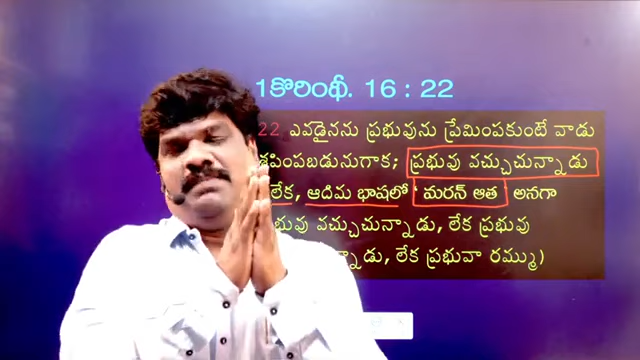 1కొరింథీ. 16 : 22
22 ఎవడైనను ప్రభువును ప్రేమింపకుంటే వాడు
శపింపబడునుగాక; ప్రభువు వచ్చుచున్నాడు
లేక, ఆదిమ భాషలో ' మరన్ ఆత ' అనగా
భువు వచ్చుచున్నాడు, లేక ప్రభువు
న్నాడు, లేక ప్రభువా రమ్ము)